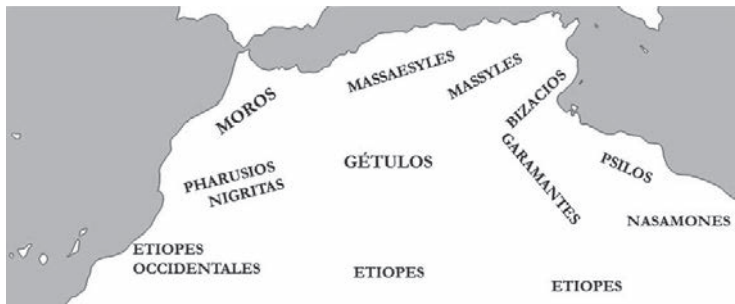 MASSAESYLES
MASSYLES
MOROS
BIZACIOS
PHARUSIOS
NIGRITAS
GÉTULOS
GARAMANTES
PSILOS
NASAMONES
ETIOPES
OCCIDENTALES
ETIOPES
ETIOPES